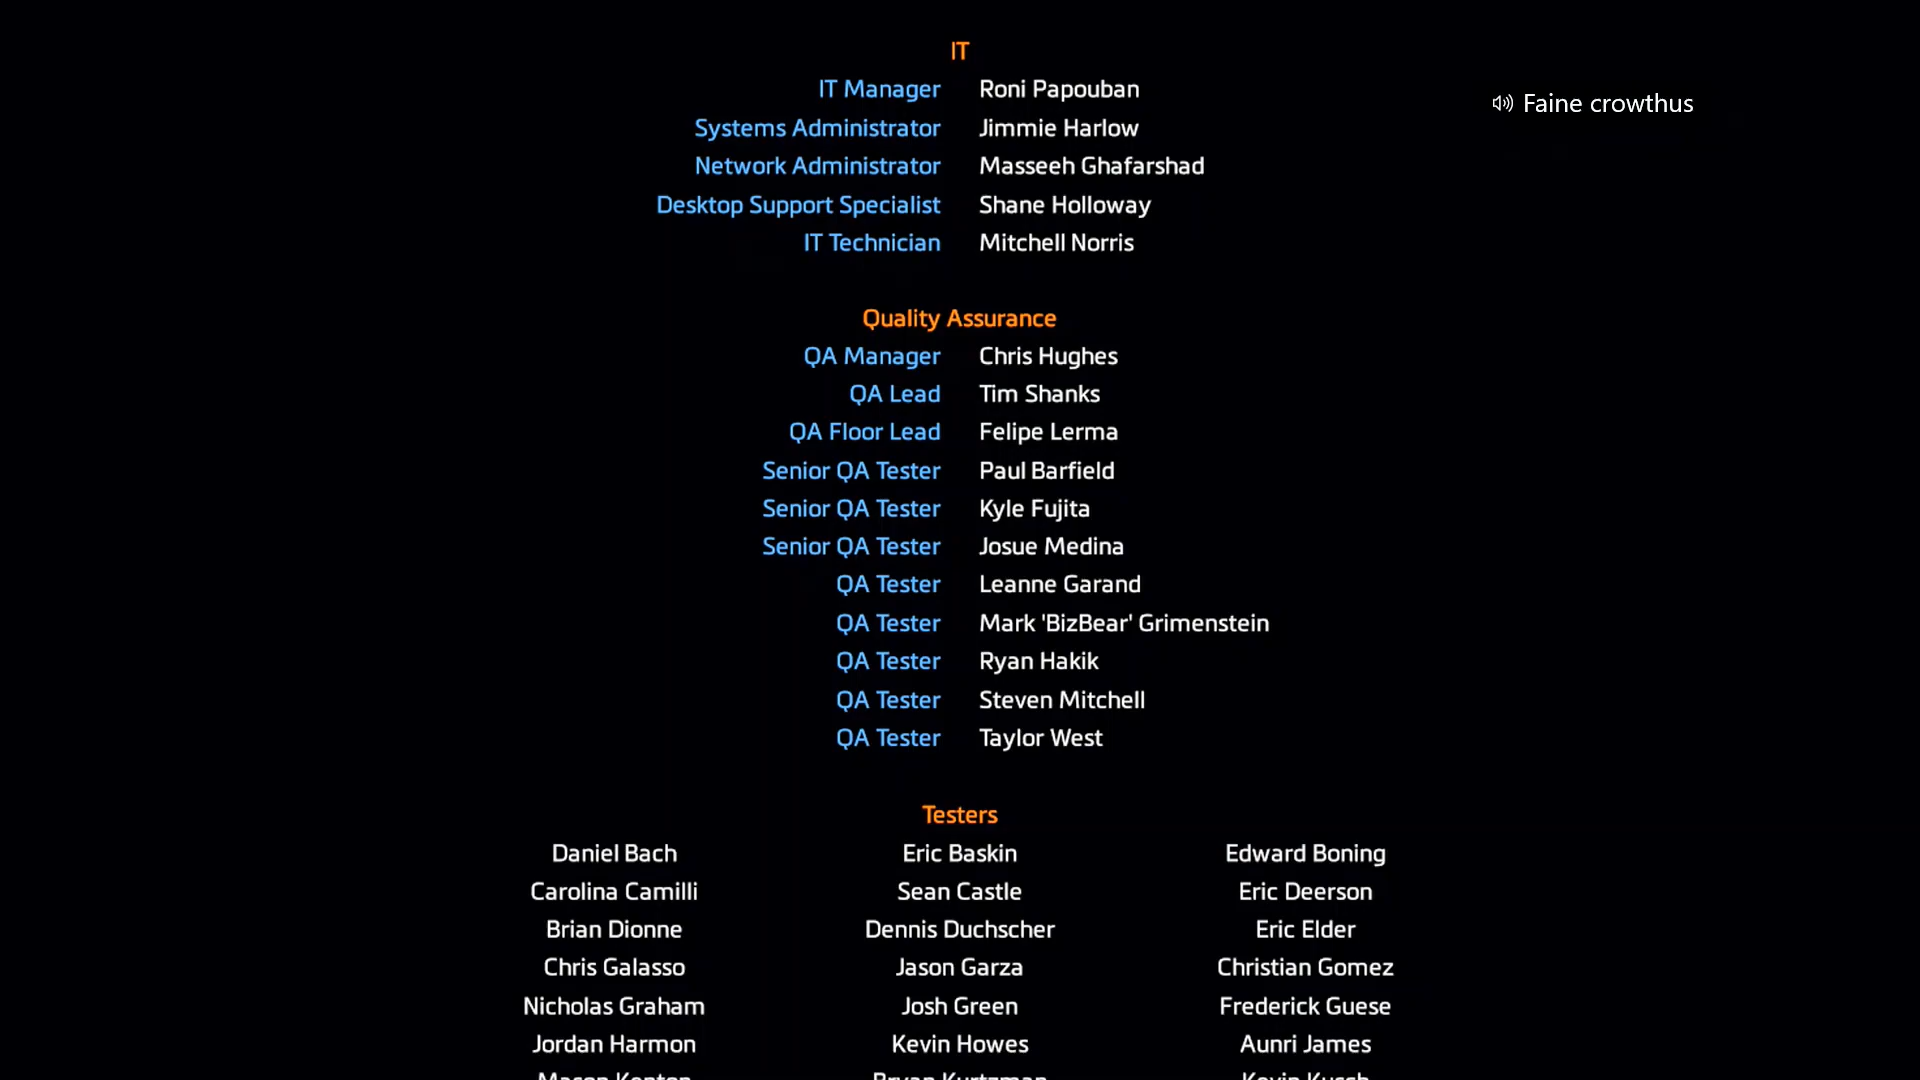 IT
IT Manager Roni Papouban
Faine crowthus
Systems Administrator Jimmie Harlow
Network Administrator Masseeh Ghafarshad
Desktop Support Specialist Shane Holloway
IT Technician Mitchell Norris
Quality Assurance
QA Manager Chris Hughes
QA Lead Tim Shanks
QA Floor Lead Felipe Lerma
Senior QA Tester Paul Barfield
Senior QA Tester Kyle Fujita
Senior QA Tester Josue Medina
QA Tester Leanne Garand
QA Tester Mark 'BizBear' Grimenstein
QA Tester Ryan Hakik
QA Tester Steven Mitchell
QA Tester Taylor West
Testers
Daniel Bach Eric Baskin Edward Boning
Carolina Camilli Sean Castle Eric Deerson
Brian Dionne Dennis Duchscher Eric Elder
Chris Galasso Jason Garza Christian Gomez
Nicholas Graham Josh Green Frederick Guese
Jordan Harmon Kevin Howes Aunri James